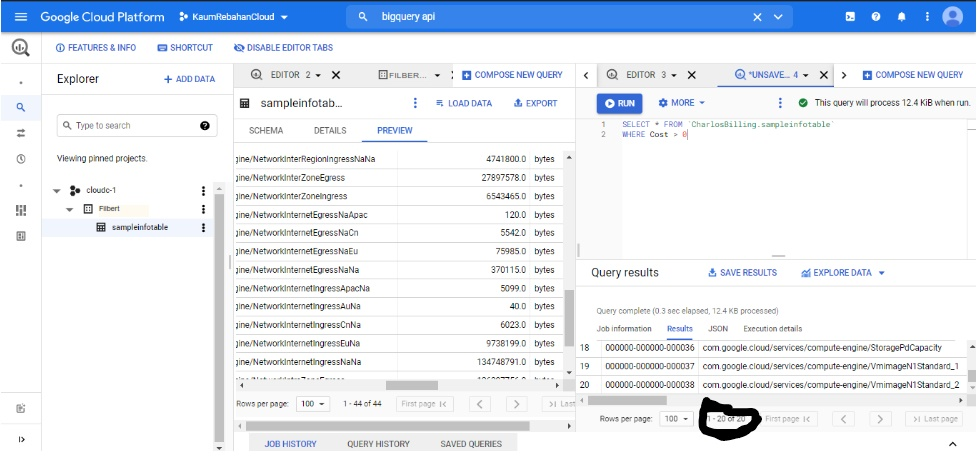 Google Cloud Platform KaumRebahanCloud bigquery api
FEATURES & INFO SHORTCUT DISABLE EDITOR TABS
Explorer + ADD DATA
Type to search
Viewing pinned projects.
cloudc-1
Filbert
sampleinfotable
EDITOR 2 FILBER... COMPOSE NEW QUERY
sampleinfotab... LOAD DATA EXPORT
SCHEMA DETAILS PREVIEW
gine/NetworkInterRegionIngressNaNa 4741800.0 bytes
gine/NetworkInterZoneEgress 27897578.0 bytes
gine/NetworkInterZoneIngress 6543465.0 bytes
gine/NetworkInternetEgressNaApac 120.0 bytes
gine/NetworkInternetEgressNaCn 5542.0 bytes
gine/NetworkInternetEgressNaEu 75985.0 bytes
gine/NetworkInternetEgressNaNa 370115.0 bytes
gine/NetworkInternetIngressApacNa 5099.0 bytes
gine/NetworkInternetIngressAuNa 40.0 bytes
gine/NetworkInternetIngressCnNa 6023.0 bytes
gine/NetworkInternetIngressEuNa 9738199.0 bytes
gine/NetworkInternetIngressNaNa 134748791.0 bytes
Rows per page: 100 1 - 44 of 44 First page Last
EDITOR 3 *UNSAVE... 4 COMPOSE NEW QUERY
RUN MORE This query will process 12.4 KiB when run.
1 SELECT * FROM `CharlosBilling.sampleinfotable`
2 WHERE Cost > 0
Query results SAVE RESULTS EXPLORE DATA
Query complete (0.3 sec elapsed, 12.4 KB processed)
Job information Results JSON Execution details
18 000000-000000-000036 com.google.cloud/services/compute-engine/StoragePdCapacity
19 000000-000000-000037 com.google.cloud/services/compute-engine/VmimageN1Standard_1
20 000000-000000-000038 com.google.cloud/services/compute-engine/VmimageN1Standard_2
Rows per page: 100 1 - 20 of 20 First page Last page
JOB HISTORY QUERY HISTORY SAVED QUERIES